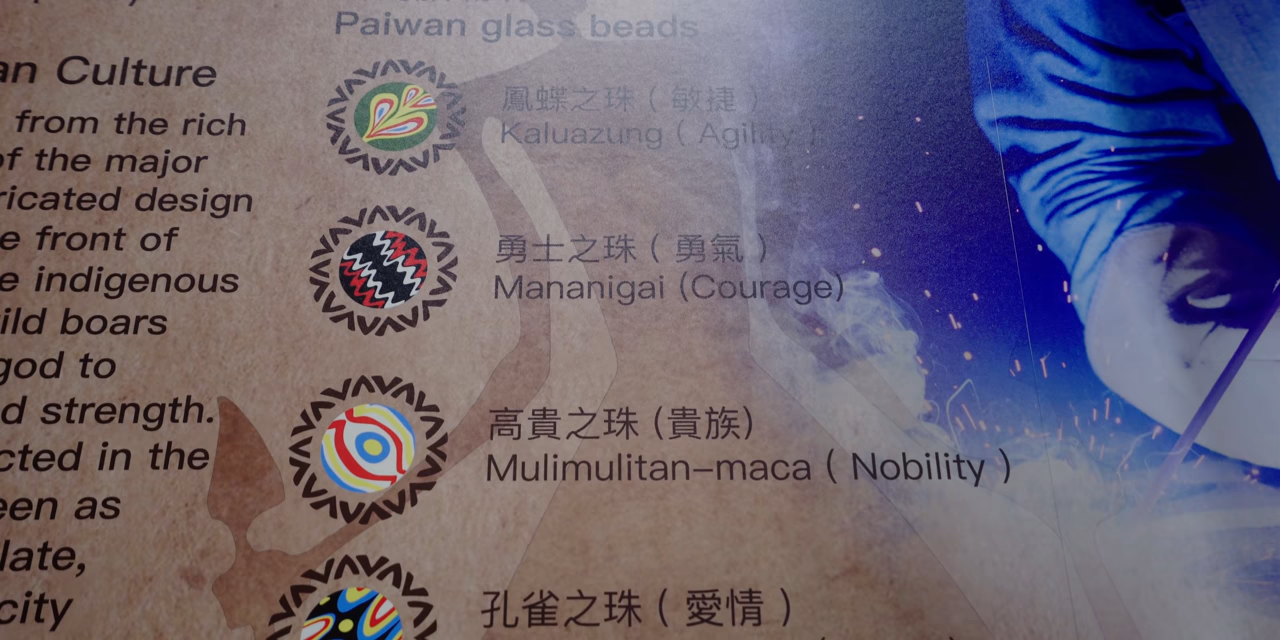 an Culture
from the rich
of the major
ricated design
e front of
e indigenous
ild boars
god to
d strength.
cted in the
een as
late,
city
Paiwan glass beads
鳳蝶之珠 ( 敏捷 )
Kaluazung ( Agility )
勇士之珠 ( 勇氣 )
Mananigai (Courage)
高貴之珠 (貴族)
Mulimulitan–maca ( Nobility )
孔雀之珠 ( 愛情 )